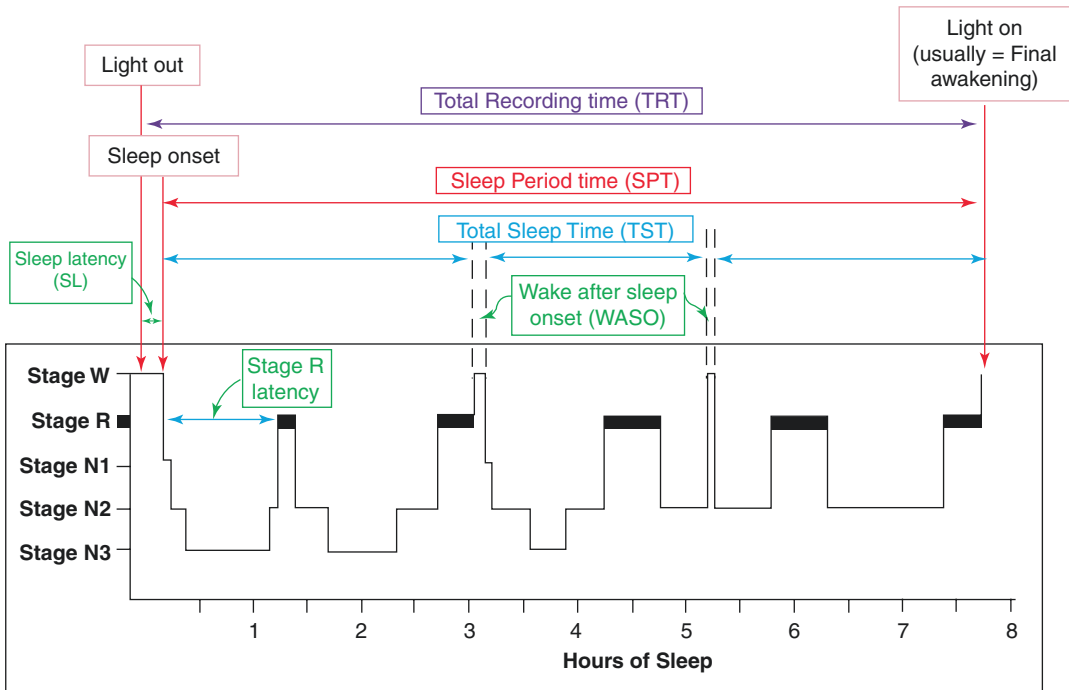 Light out
Light on
(usually = Final
awakening)
Total Recording time (TRT)
Sleep onset
Sleep Period time (SPT)
Total Sleep Time (TST)
Sleep latency
(SL)
Wake after sleep
onset (WASO)
Stage R
latency
Stage W
Stage R
Stage N1
Stage N2
Stage N3
1 2 3 4 5 6 7 8
Hours of Sleep